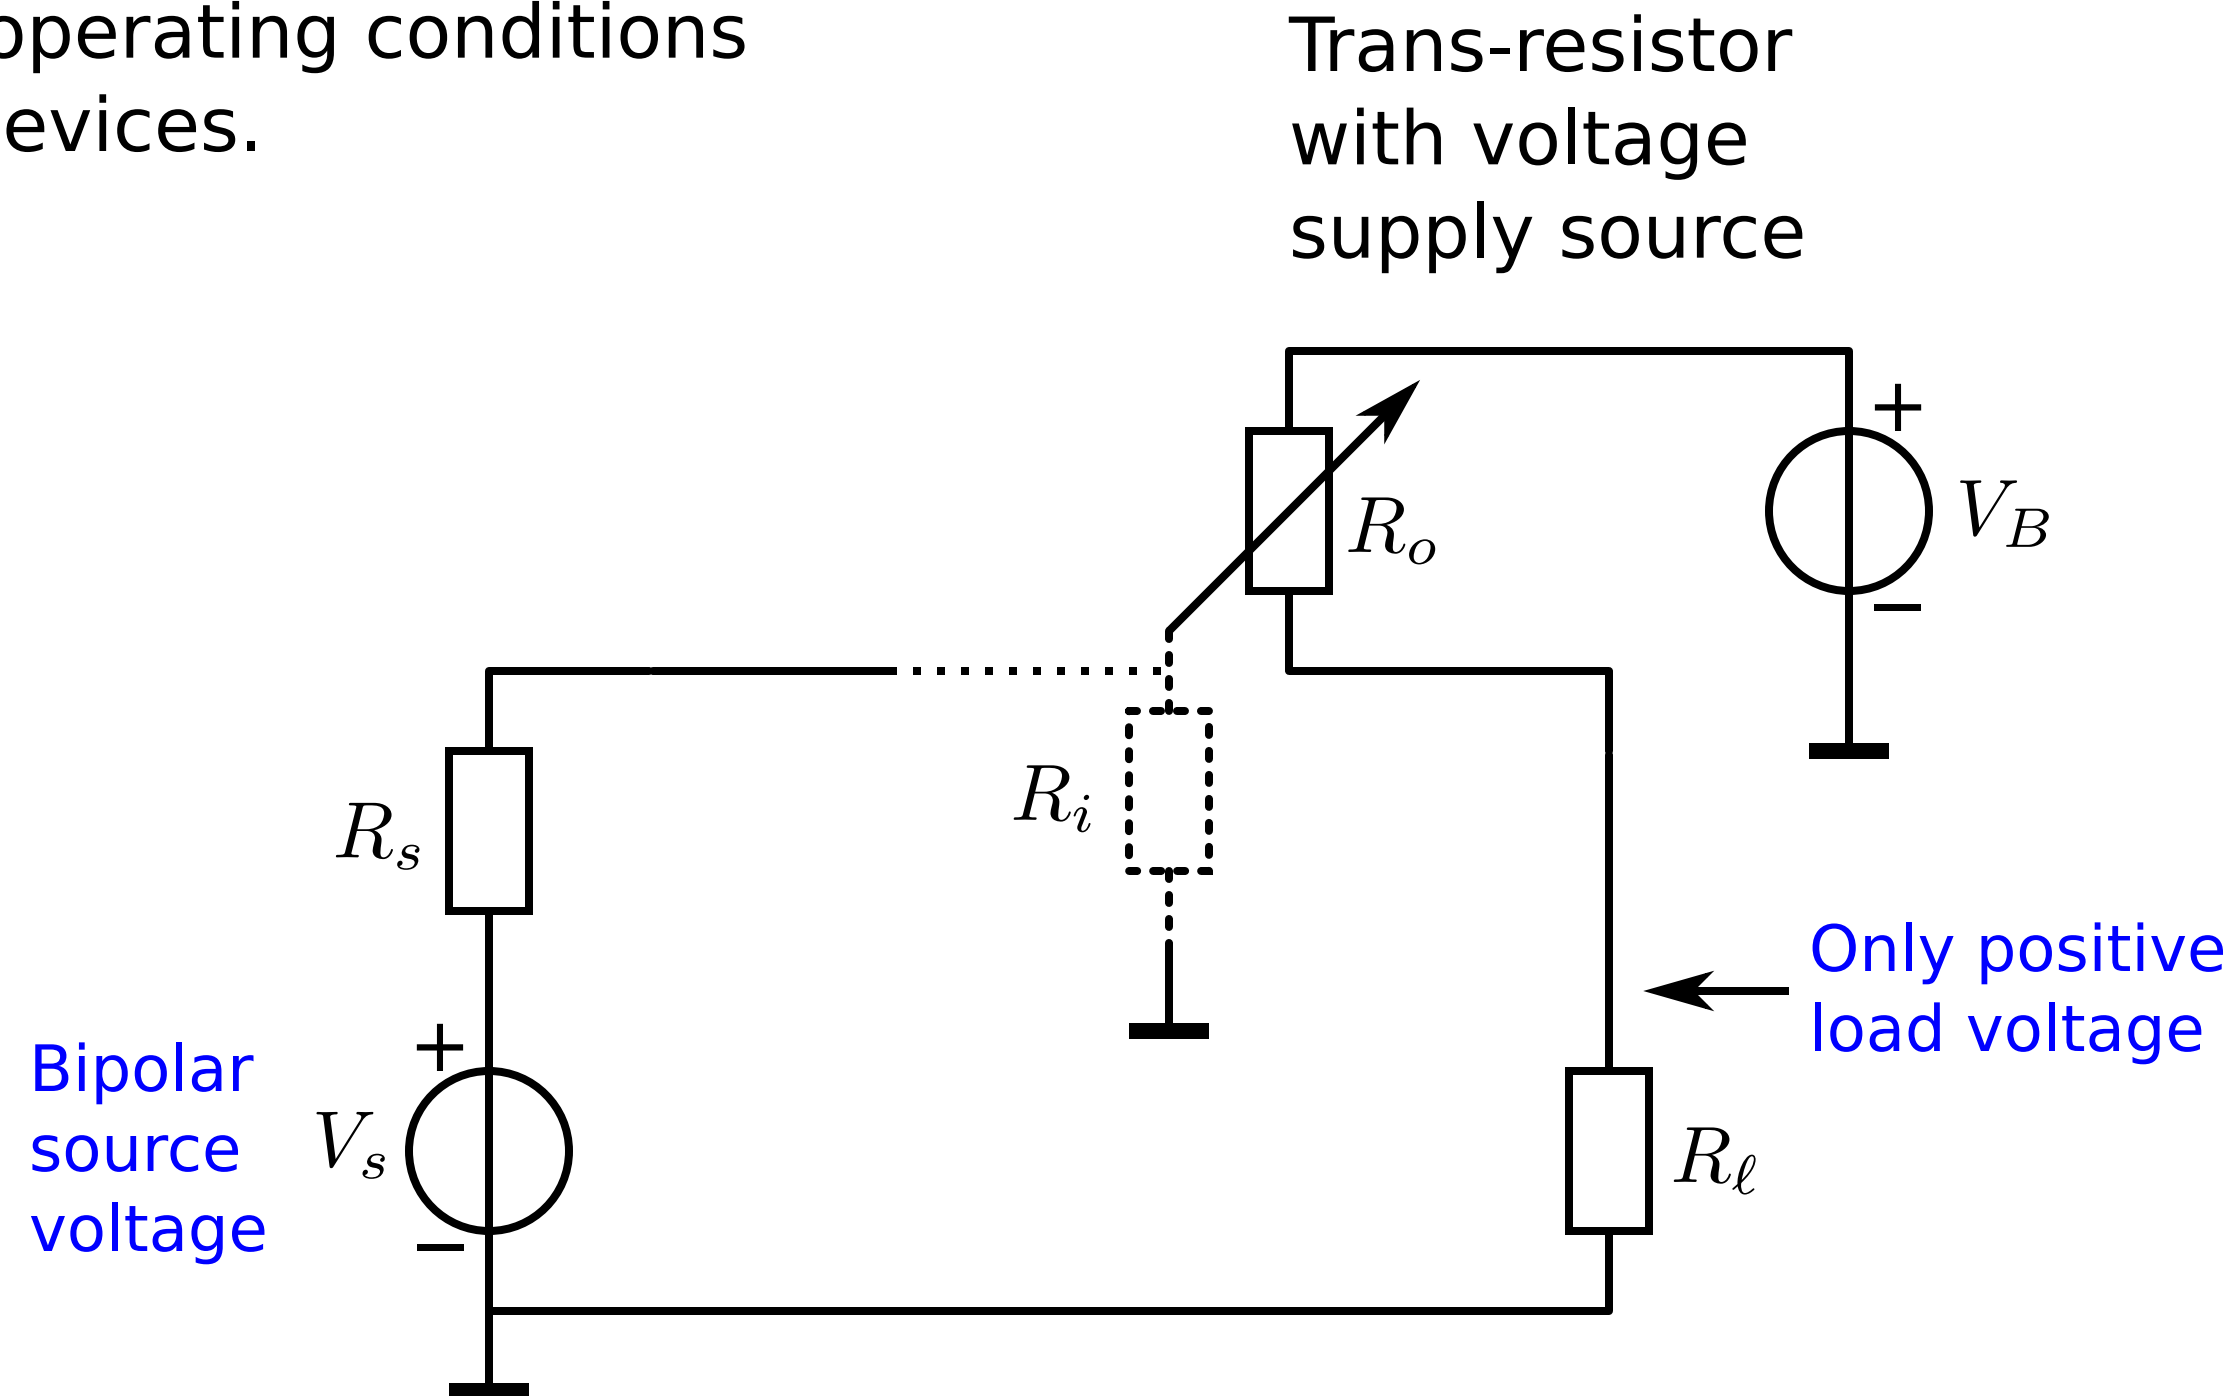 operating conditions
evices.
Trans-resistor
with voltage
supply source
+
R_o
V_B
−
R_i
R_s
Only positive
load voltage
+
Bipolar
source
voltage
V_s
R_ℓ
−